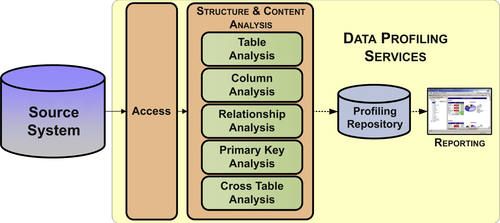 STRUCTURE & CONTENT
ANALYSIS
DATA PROFILING
SERVICES
Source
System
Access
Table
Analysis
Column
Analysis
Relationship
Analysis
Primary Key
Analysis
Cross Table
Analysis
Profiling
Repository
REPORTING